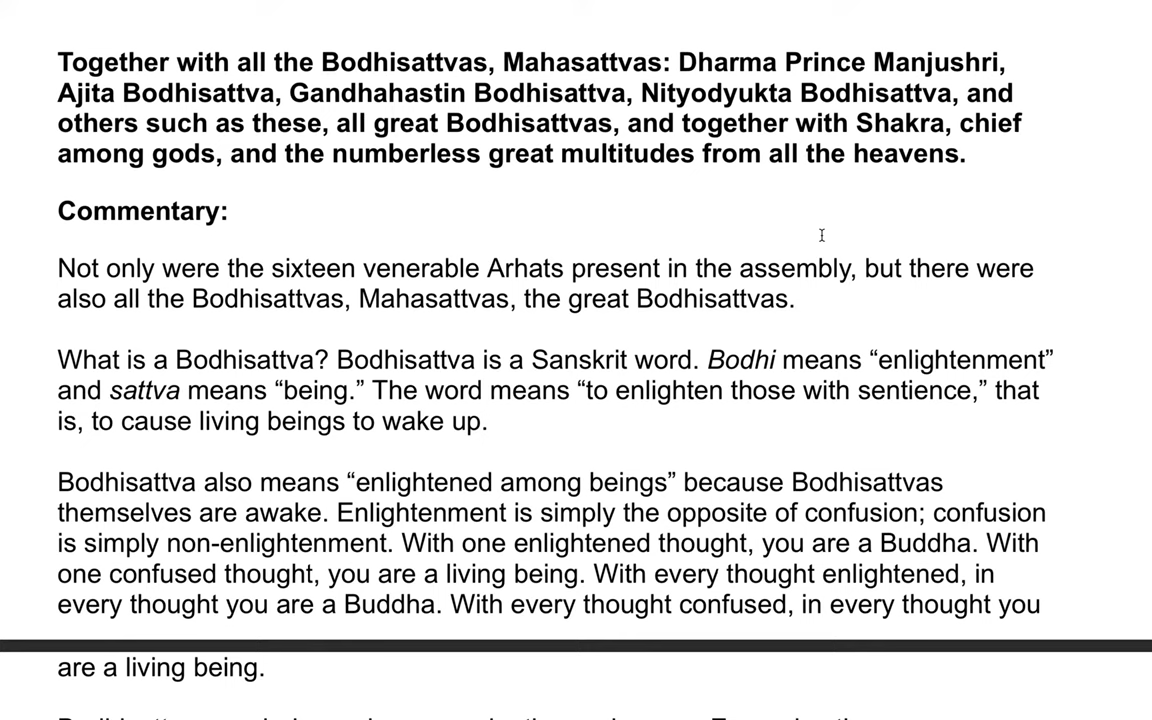 Together with all the Bodhisattvas, Mahasattvas: Dharma Prince Manjushri,
Ajita Bodhisattva, Gandhahastin Bodhisattva, Nityodyukta Bodhisattva, and
others such as these, all great Bodhisattvas, and together with Shakra, chief
among gods, and the numberless great multitudes from all the heavens.
Commentary:
Not only were the sixteen venerable Arhats present in the assembly, but there were
also all the Bodhisattvas, Mahasattvas, the great Bodhisattvas.
What is a Bodhisattva? Bodhisattva is a Sanskrit word. Bodhi means “enlightenment”
and sattva means “being.” The word means “to enlighten those with sentience,” that
is, to cause living beings to wake up.
Bodhisattva also means “enlightened among beings” because Bodhisattvas
themselves are awake. Enlightenment is simply the opposite of confusion; confusion
is simply non-enlightenment. With one enlightened thought, you are a Buddha. With
one confused thought, you are a living being. With every thought enlightened, in
every thought you are a Buddha. With every thought confused, in every thought you
are a living being.